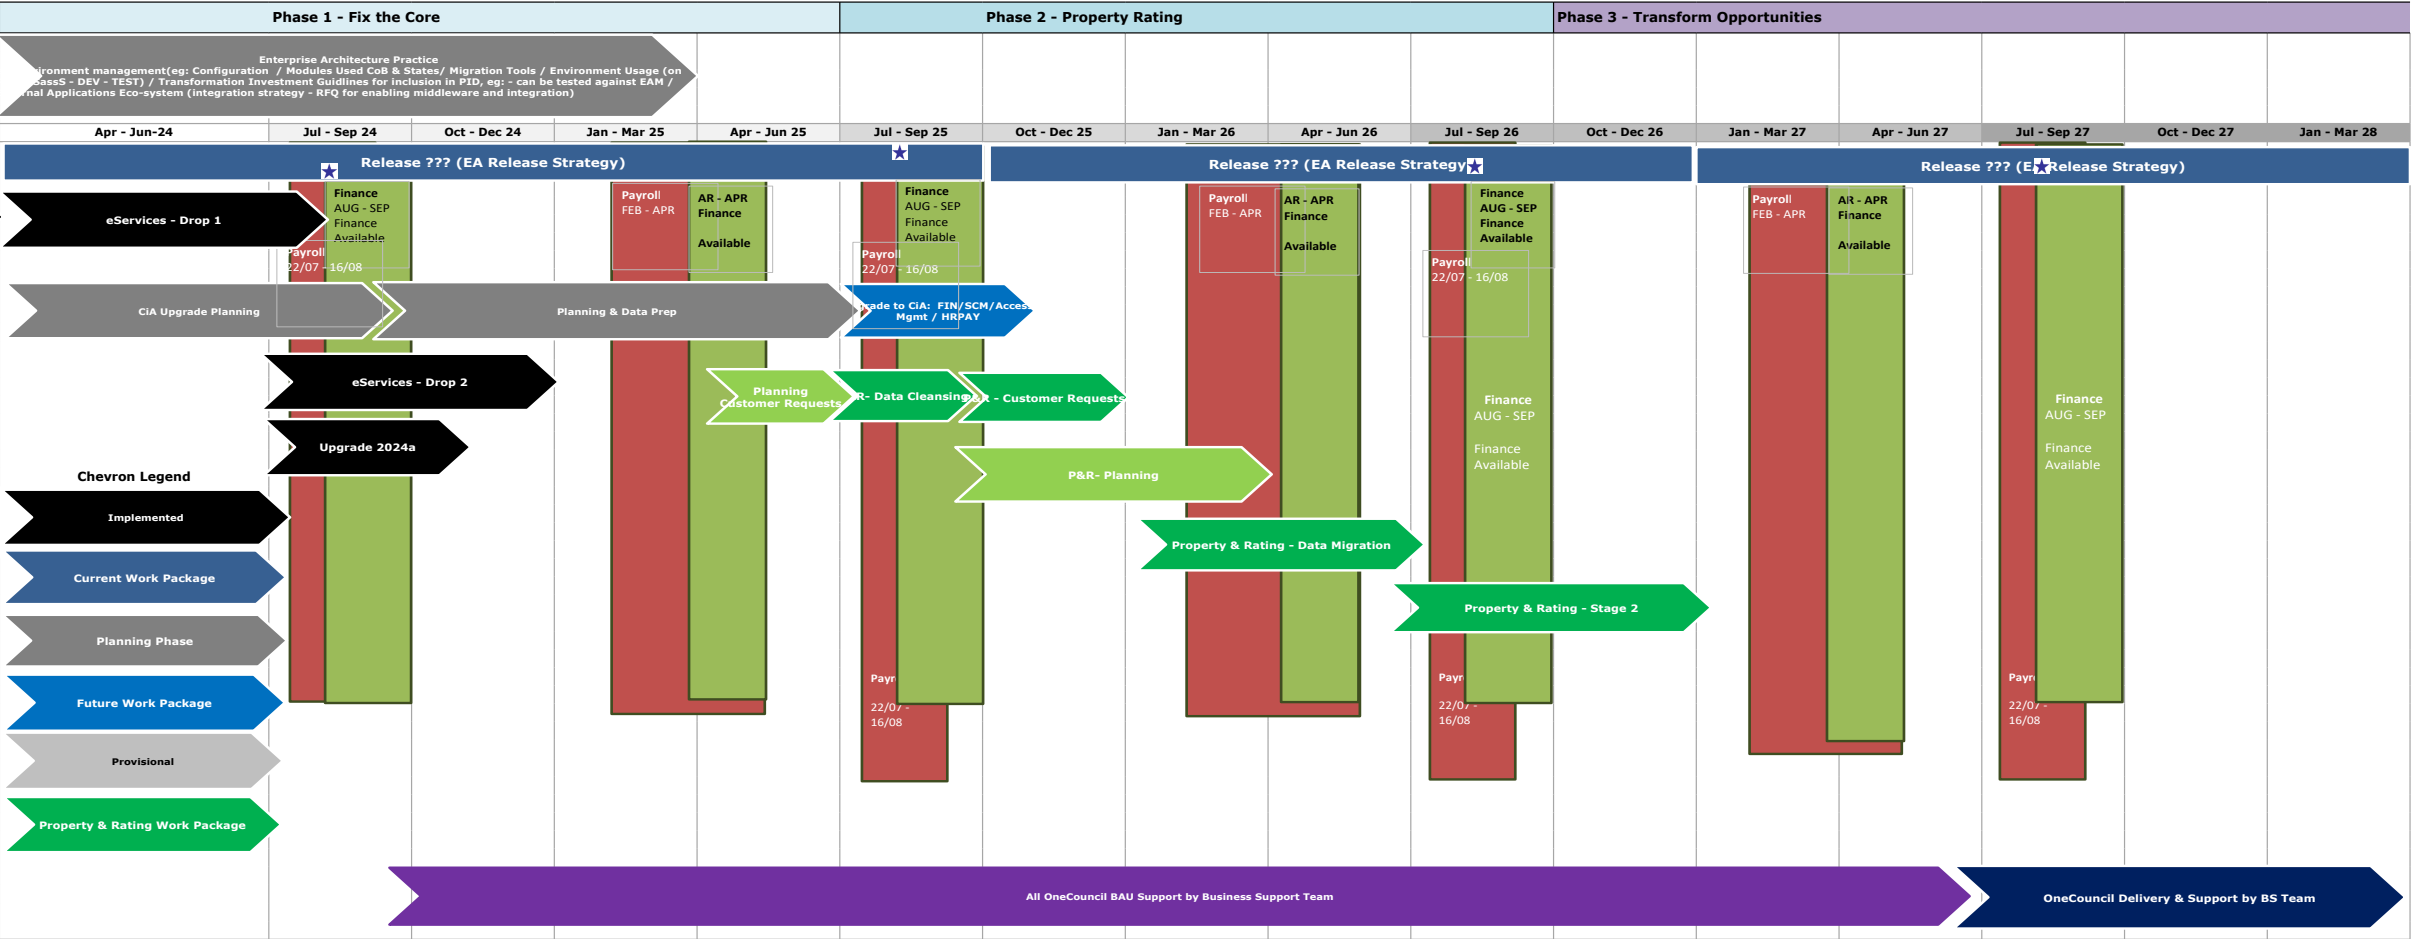 Phase 1 - Fix the Core
Phase 2 - Property Rating
Phase 3 - Transform Opportunities
Enterprise Architecture Practice
ironment management(eg: Configuration / Modules Used CoB & States/ Migration Tools / Environment Usage (on
SassS - DEV - TEST) / Transformation Investment Guidlines for inclusion in PID, eg: - can be tested against EAM /
nal Applications Eco-system (integration strategy - RFQ for enabling middleware and integration)
Apr - Jun-24
Jul - Sep 24
Oct - Dec 24
Jan - Mar 25
Apr - Jun 25
Jul - Sep 25
Oct - Dec 25
Jan - Mar 26
Apr - Jun 26
Jul - Sep 26
Oct - Dec 26
Jan - Mar 27
Apr - Jun 27
Jul - Sep 27
Oct - Dec 27
Jan - Mar 28
Release ??? (EA Release Strategy)
Release ??? (EA Release Strategy
Release ??? (EA Release Strategy)
eServices - Drop 1
Finance
AUG - SEP
Finance
Available
Payroll
22/07 - 16/08
Payroll
FEB - APR
AR - APR
Finance
Available
Finance
AUG - SEP
Finance
Available
Payroll
22/07 - 16/08
Payroll
FEB - APR
AR - APR
Finance
Available
Finance
AUG - SEP
Finance
Available
Payroll
22/07 - 16/08
Payroll
FEB - APR
AR - APR
Finance
Available
CiA Upgrade Planning
Planning & Data Prep
rade to CiA: FIN/SCM/Access
Mgmt / HRPAY
eServices - Drop 2
Planning
Customer Requests
R- Data Cleansing
P&R - Customer Requests
Finance
AUG - SEP
Finance
Available
Finance
AUG - SEP
Finance
Available
Upgrade 2024a
P&R- Planning
Chevron Legend
Implemented
Property & Rating - Data Migration
Current Work Package
Property & Rating - Stage 2
Planning Phase
Payr
22/07 -
16/08
Payr
22/07 -
16/08
Payr
22/07 -
16/08
Future Work Package
Provisional
Property & Rating Work Package
All OneCouncil BAU Support by Business Support Team
OneCouncil Delivery & Support by BS Team